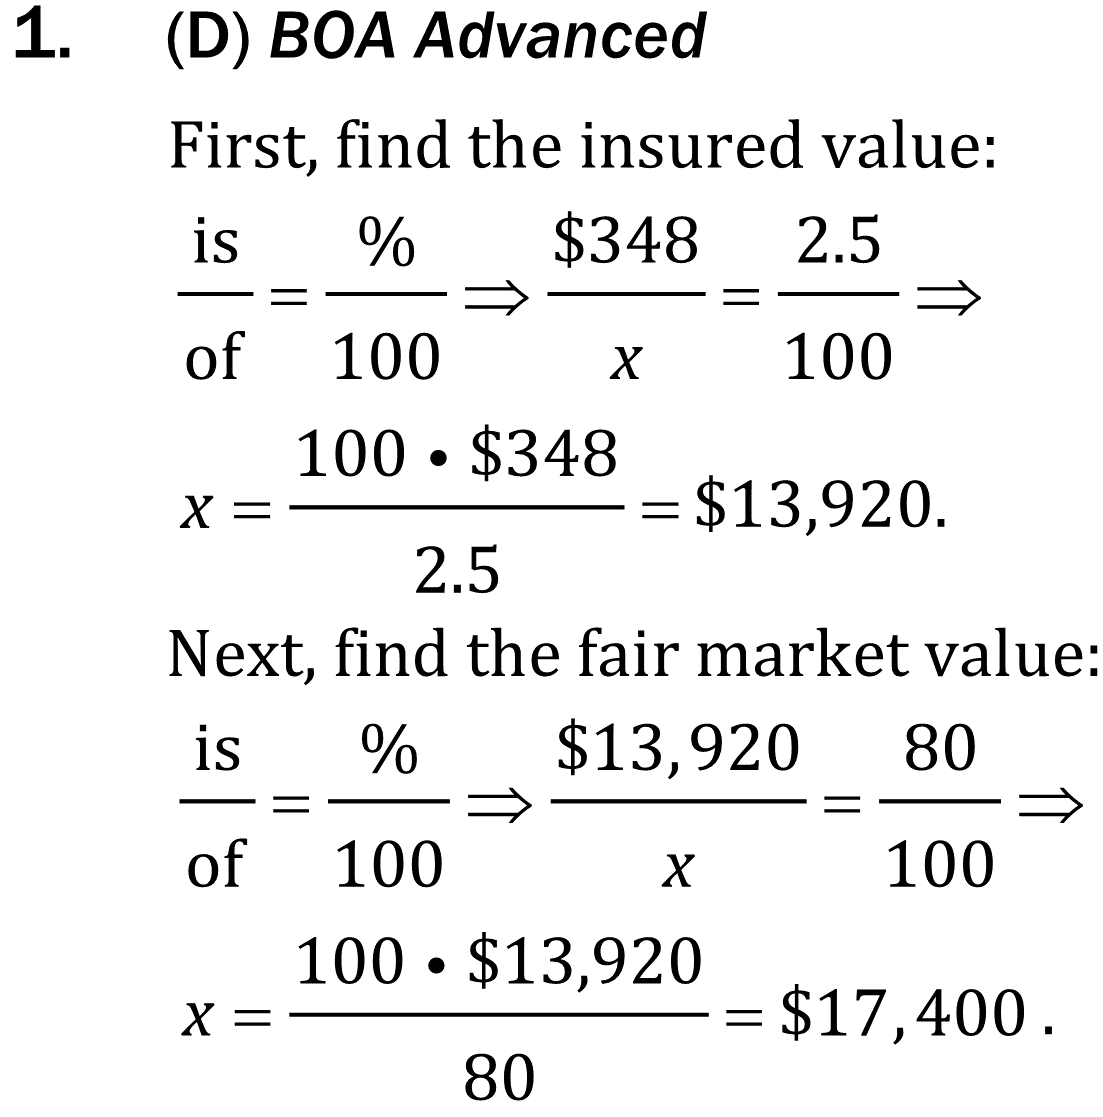 1. (D) BOA Advanced
First, find the insured value:
is/of = %/100 ⇒ $348/x = 2.5/100 ⇒
x = 100 • $348/2.5 = $13,920.
Next, find the fair market value:
is/of = %/100 ⇒ $13,920/x = 80/100 ⇒
x = 100 • $13,920/80 = $17,400.